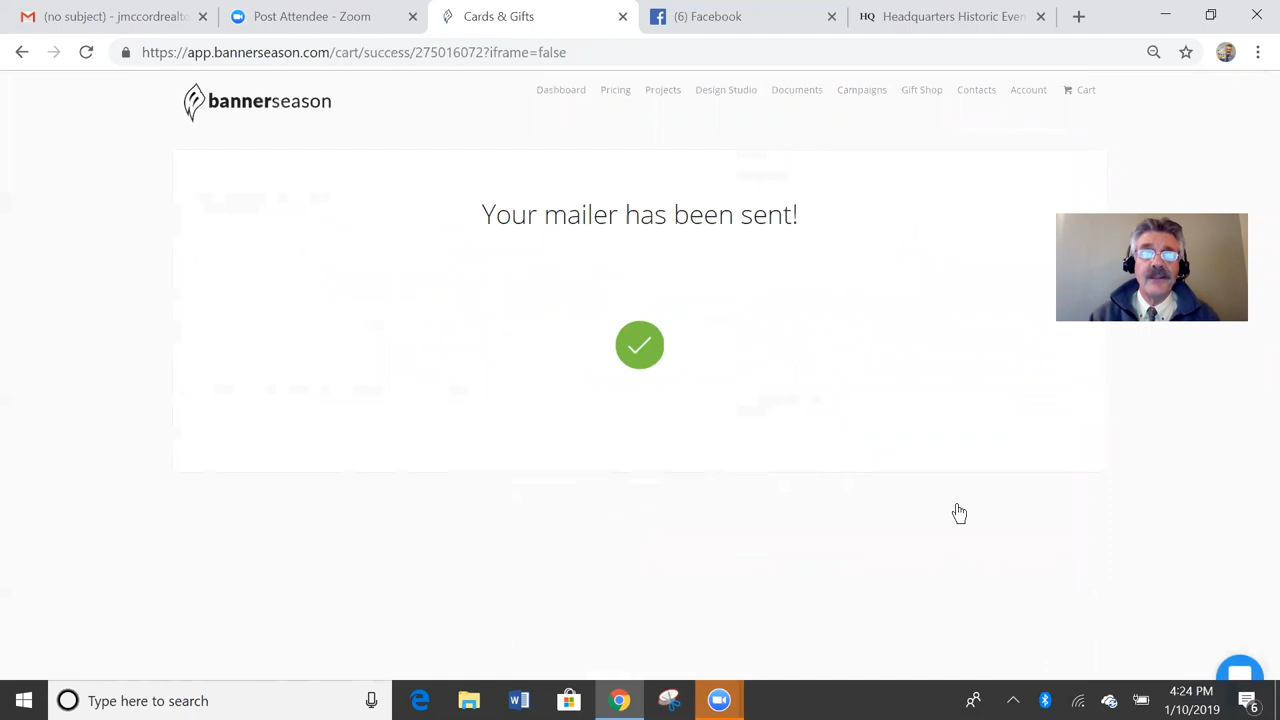 (no subject) - jmccordrealto
Post Attendee - Zoom
Cards & Gifts
(6) Facebook
HQ Headquarters Historic Even
https://app.bannerseason.com/cart/success/275016072?iframe=false
bannerseason
Dashboard Pricing Projects Design Studio Documents Campaigns Gift Shop Contacts Account Cart
Your mailer has been sent!
Type here to search
4:24 PM
1/10/2019
6